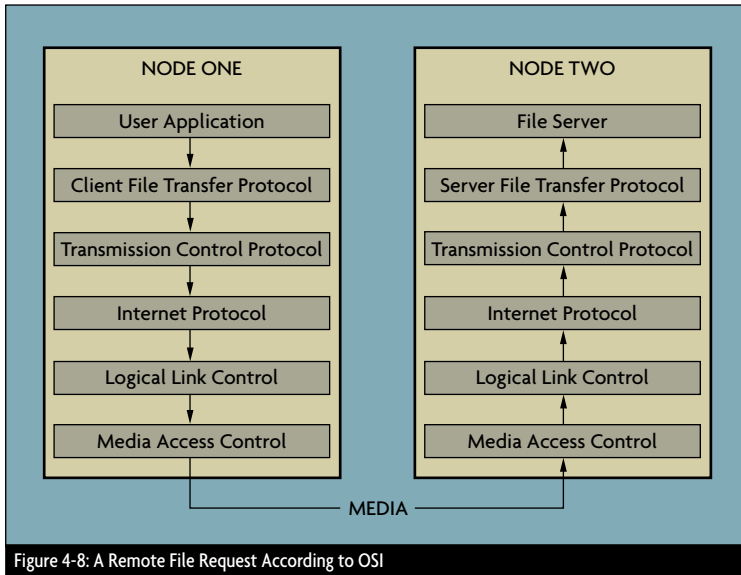 NODE ONE
User Application
Client File Transfer Protocol
Transmission Control Protocol
Internet Protocol
Logical Link Control
Media Access Control
NODE TWO
File Server
Server File Transfer Protocol
Transmission Control Protocol
Internet Protocol
Logical Link Control
Media Access Control
MEDIA
Figure 4-8: A Remote File Request According to OSI